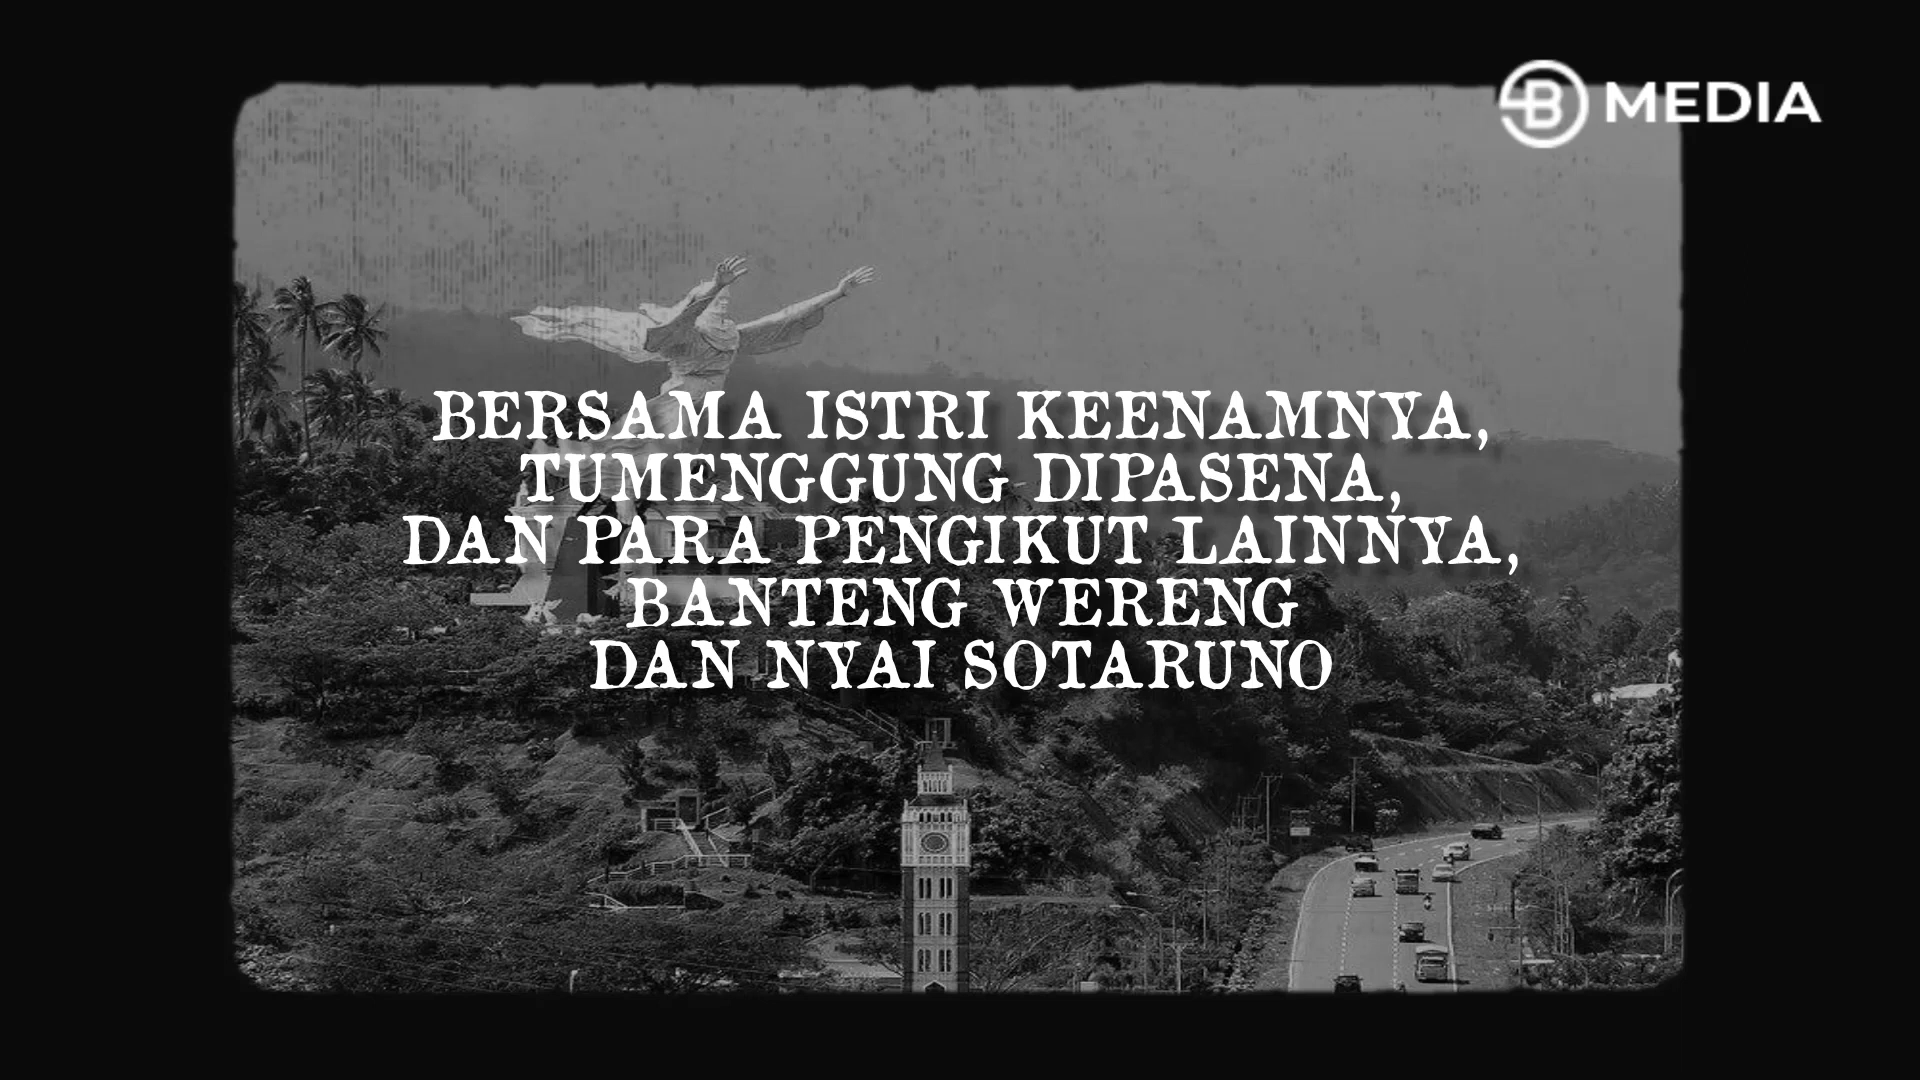 B MEDIA
BERSAMA ISTRI KEENAMNYA,
TUMENGGUNG DIPASENA,
DAN PARA PENGIKUT LAINNYA,
BANTENG WERENG
DAN NYAI SOTARUNO